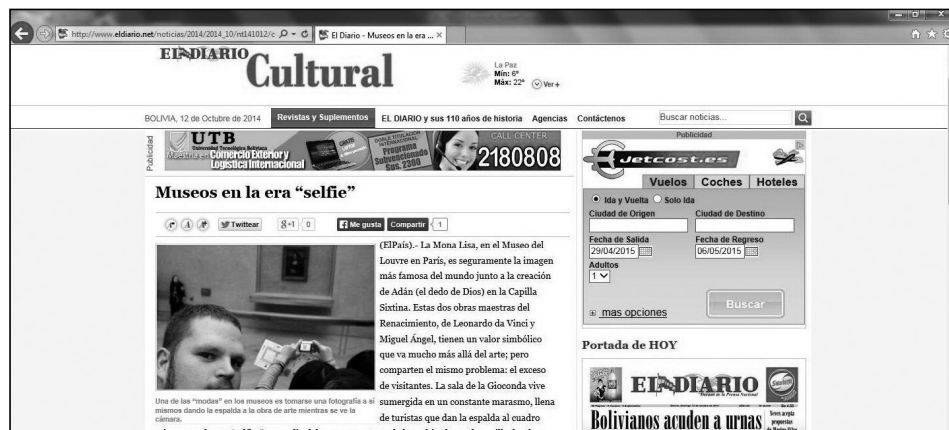 http://www.eldiario.net/noticias/2014/2014_10/nt141012/c
El Diario - Museos en la era ...
EL DIARIO
Cultural
La Paz
Mín: 6º
Máx: 22º
Ver+
BOLIVIA, 12 de Octubre de 2014
Revistas y Suplementos
EL DIARIO y sus 110 años de historia
Agencias
Contáctenos
Buscar noticias...
Publicidad
UTB
Universidad Tecnológica Boliviana
Maestría en Comercio Exterior y
Logística Internacional
GRATIS
DOBLE TITULACIÓN
INTERNACIONAL
Programa
Subvencionado
Sus. 2300
CALL CENTER
2180808
Museos en la era “selfie”
Twittear
g+1
0
Me gusta
Compartir
1
(ElPaís).- La Mona Lisa, en el Museo del
Louvre en París, es seguramente la imagen
más famosa del mundo junto a la creación
de Adán (el dedo de Dios) en la Capilla
Sixtina. Estas dos obras maestras del
Renacimiento, de Leonardo da Vinci y
Miguel Ángel, tienen un valor simbólico
que va mucho más allá del arte; pero
comparten el mismo problema: el exceso
de visitantes. La sala de la Gioconda vive
sumergida en un constante marasmo, llena
de turistas que dan la espalda al cuadro
Una de las “modas” en los museos es tomarse una fotografía a sí
mismos dando la espalda a la obra de arte mientras se ve la
cámara.
Publicidad
Jetcost.es
Vuelos
Coches
Hoteles
Ida y Vuelta
Solo Ida
Ciudad de Origen
Ciudad de Destino
Fecha de Salida
Fecha de Regreso
29/04/2015
06/05/2015
Adultos
1
mas opciones
Buscar
Portada de HOY
EL DIARIO
Decano de la Prensa Nacional
Bolivianos acuden a urnas